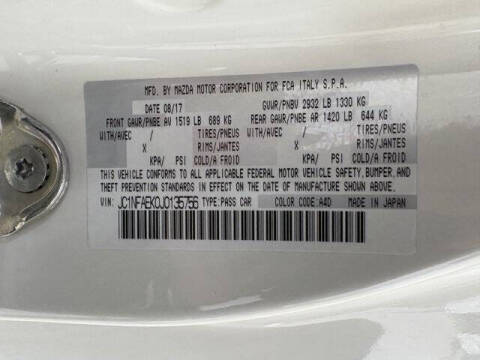 MFD. BY MAZDA MOTOR CORPORATION FOR FCA ITALY S.P.A.
DATE 08/17 GVWR/PNBV 2932 LB 1330 KG
FRONT GAWR/PNBE AV 1519 LB 689 KG REAR GAWR/PNBE AR 1420 LB 644 KG
WITH/AVEC / TIRES/PNEUS WITH/AVEC / TIRES/PNEUS
X RIMS/JANTES X RIMS/JANTES
KPA/ PSI COLD/A FROID KPA/ PSI COLD/A FROID
THIS VEHICLE CONFORMS TO ALL APPLICABLE FEDERAL MOTOR VEHICLE SAFETY,BUMPER,AND
THEFT PREVENTION STANDARDS IN EFFECT ON THE DATE OF MANUFACTURE SHOWN ABOVE.
VIN: JC1NFAEK0J0135756 TYPE:PASS CAR COLOR CODE: A4D MADE IN JAPAN